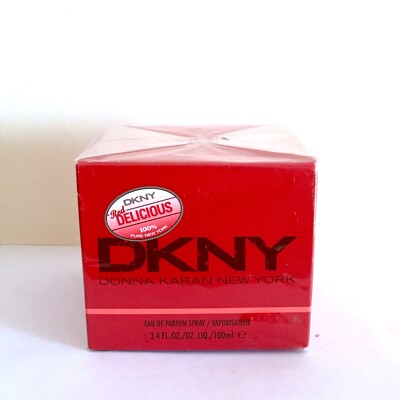 DKNY
Red
DELICIOUS
100%
PURE NEW YORK
DKNY
DONNA KARAN NEW YORK
EAU DE PARFUM SPRAY / VAPORISATEUR
3.4 FL.OZ./OZ. LIQ./100ml ℮